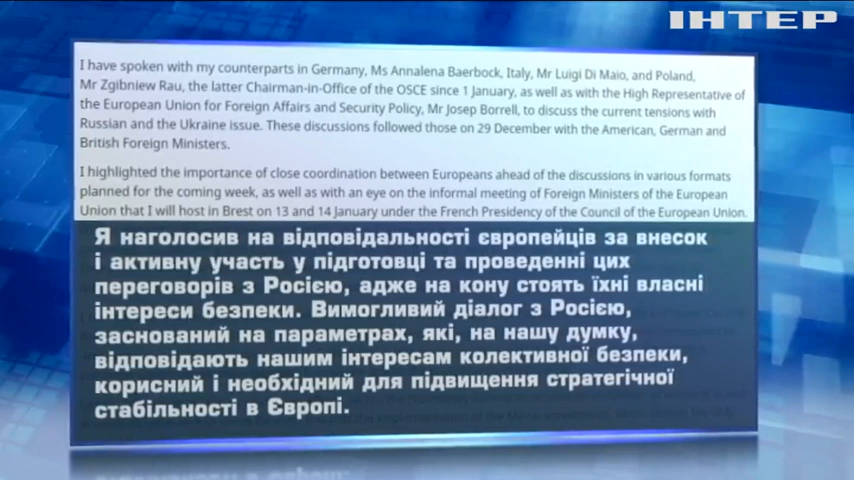 ІНТЕР
I have spoken with my counterparts in Germany, Ms Annalena Baerbock, Italy, Mr Luigi Di Maio, and Poland,
Mr Zgibniew Rau, the latter Chairman-in-Office of the OSCE since 1 January, as well as with the High Representative of
the European Union for Foreign Affairs and Security Policy, Mr Josep Borrell, to discuss the current tensions with
Russian and the Ukraine issue. These discussions followed those on 29 December with the American, German and
British Foreign Ministers.
I highlighted the importance of close coordination between Europeans ahead of the discussions in various formats
planned for the coming week, as well as with an eye on the informal meeting of Foreign Ministers of the European
Union that I will host in Brest on 13 and 14 January under the French Presidency of the Council of the European Union.
Я наголосив на відповідальності європейців за внесок
і активну участь у підготовці та проведенні цих
переговорів з Росією, адже на кону стоять їхні власні
інтереси безпеки. Вимогливий діалог з Росією,
заснований на параметрах, які, на нашу думку,
відповідають нашим інтересам колективної безпеки,
корисний і необхідний для підвищення стратегічної
стабільності в Європі.